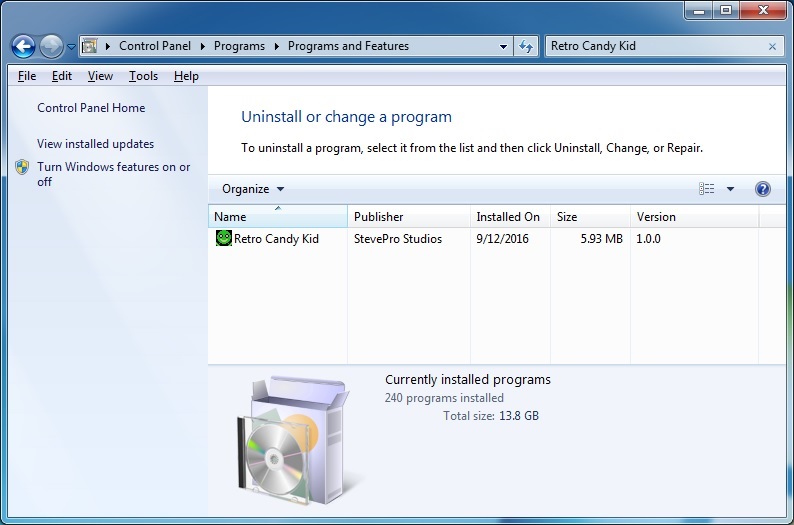 Control Panel Programs Programs and Features Retro Candy Kid
File Edit View Tools Help
Control Panel Home
View installed updates
Turn Windows features on or
off
Uninstall or change a program
To uninstall a program, select it from the list and then click Uninstall, Change, or Repair.
Organize
Name Publisher Installed On Size Version
Retro Candy Kid StevePro Studios 9/12/2016 5.93 MB 1.0.0
Currently installed programs
240 programs installed
Total size: 13.8 GB